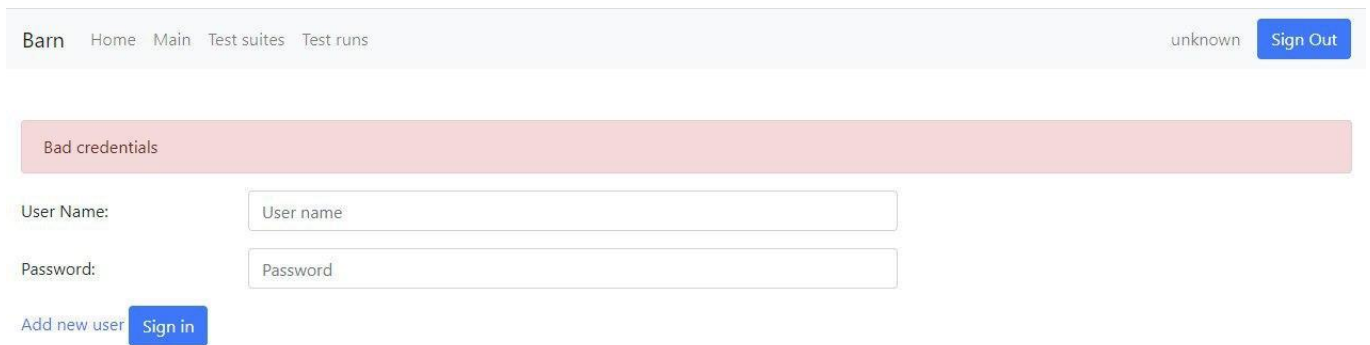 Barn Home Main Test suites Test runs unknown Sign Out
Bad credentials
User Name: User name
Password: Password
Add new user Sign in